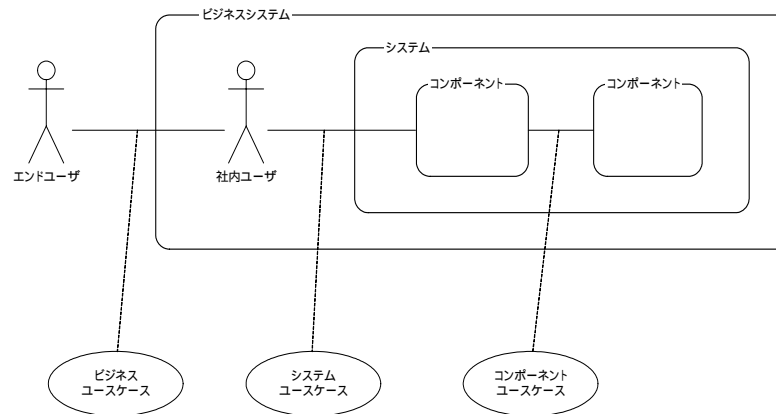 ビジネスシステム
システム
コンポーネント
コンポーネント
エンドユーザ
社内ユーザ
ビジネス
ユースケース
システム
ユースケース
コンポーネント
ユースケース